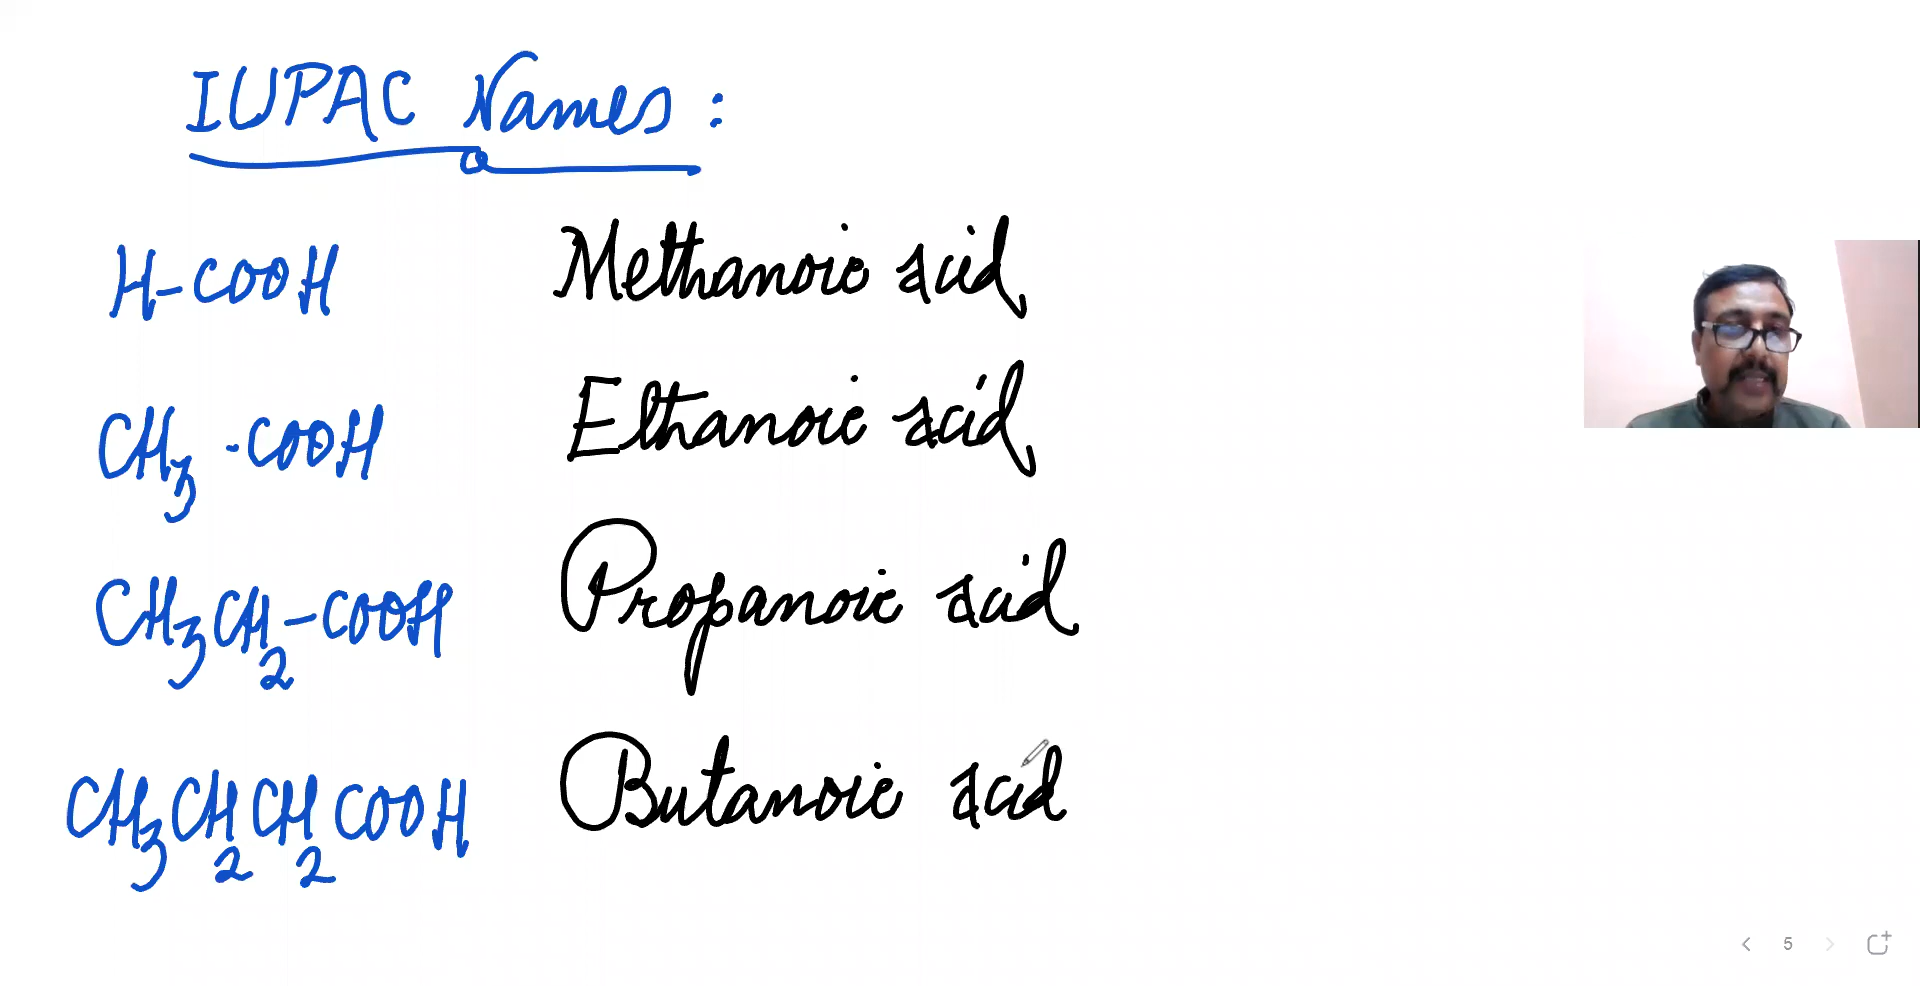 IUPAC Names :
H-COOH Methanoic acid
CH3-COOH Ethanoic acid
CH3CH2-COOH Propanoic acid
CH3CH2CH2COOH Butanoic acid
5